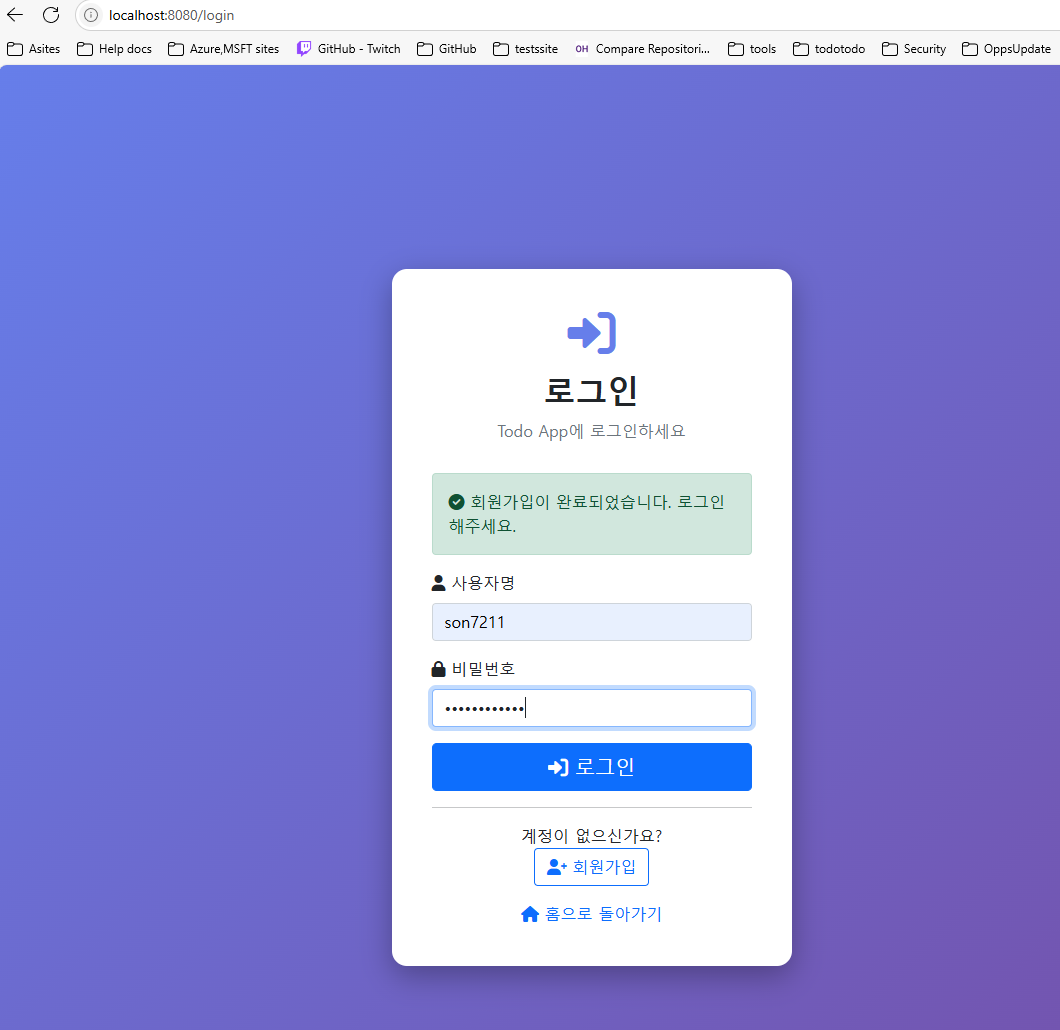 localhost:8080/login
Asites Help docs Azure,MSFT sites GitHub - Twitch GitHub testssite OH Compare Repositori... tools todotodo Security OppsUpdate
로그인
Todo App에 로그인하세요
회원가입이 완료되었습니다. 로그인
해주세요.
사용자명
son7211
비밀번호
••••••••••••
로그인
계정이 없으신가요?
회원가입
홈으로 돌아가기